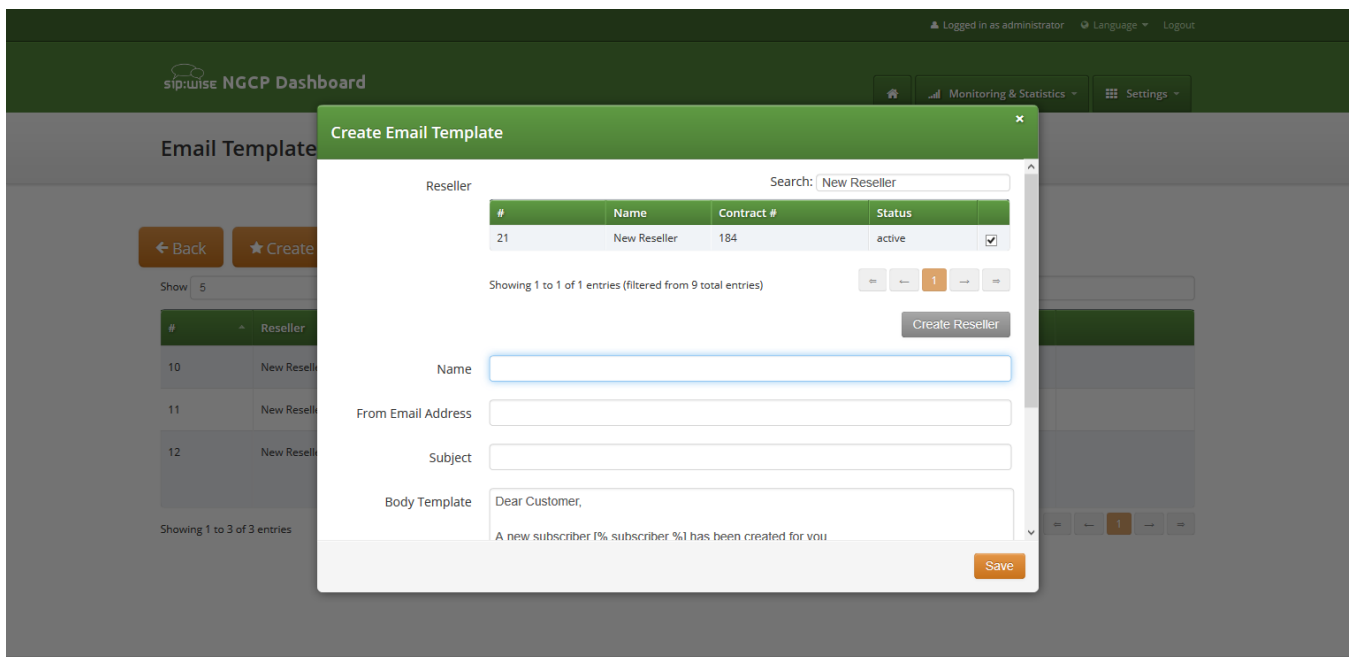 Logged in as administrator Language Logout
sip:wise NGCP Dashboard
Monitoring & Statistics Settings
Email Template
Back Create
Show 5
# Reseller
10 New Reselle
11 New Reselle
12 New Reselle
Showing 1 to 3 of 3 entries
← 1 →
Create Email Template ×
Reseller Search: New Reseller
# Name Contract # Status
21 New Reseller 184 active
Showing 1 to 1 of 1 entries (filtered from 9 total entries)
← 1 →
Create Reseller
Name
From Email Address
Subject
Body Template Dear Customer,
A new subscriber [% subscriber %] has been created for you
Save